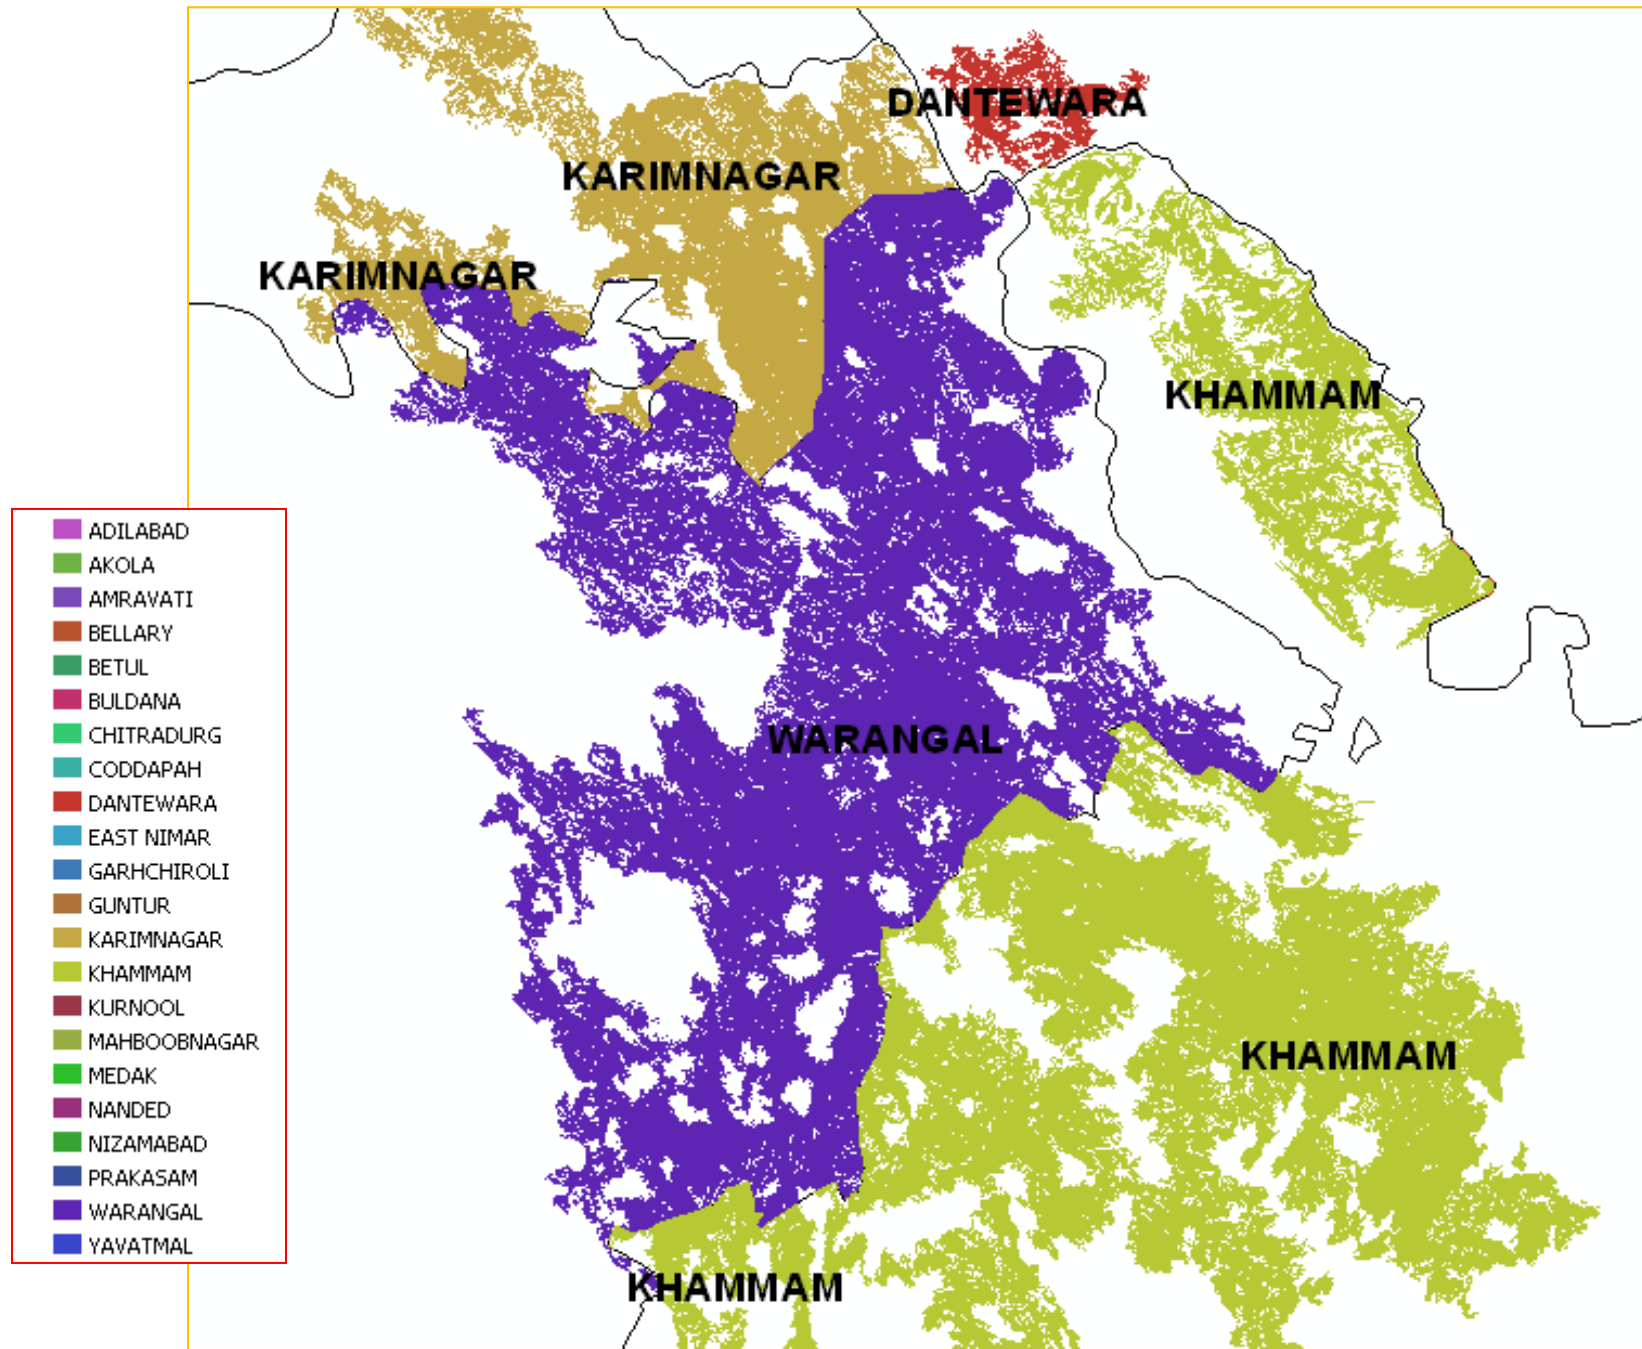 DANTEWARA
KARIMNAGAR
KARIMNAGAR
KHAMMAM
WARANGAL
KHAMMAM
KHAMMAM
ADILABAD
AKOLA
AMRAVATI
BELLARY
BETUL
BULDANA
CHITRADURG
CODDAPAH
DANTEWARA
EAST NIMAR
GARHCHIROLI
GUNTUR
KARIMNAGAR
KHAMMAM
KURNOOL
MAHBOOBNAGAR
MEDAK
NANDED
NIZAMABAD
PRAKASAM
WARANGAL
YAVATMAL